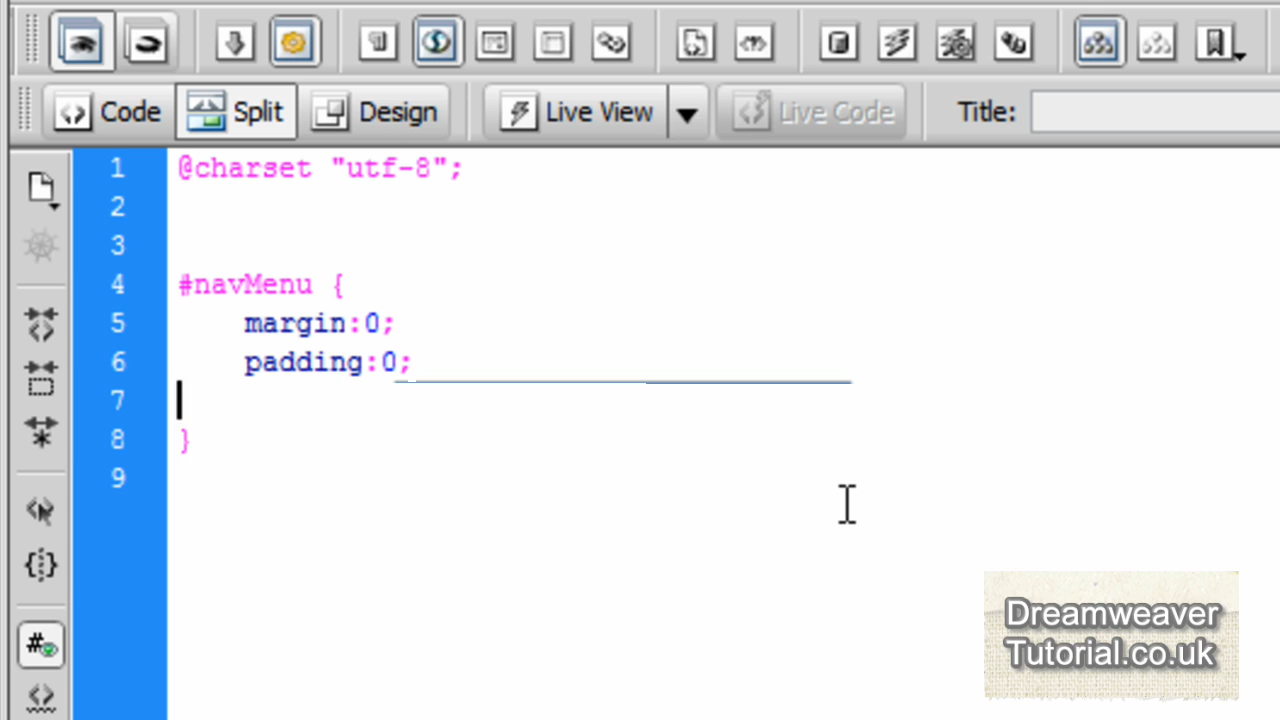 Code Split Design Live View Live Code Title:
1 @charset "utf-8";
2
3
4 #navMenu {
5 margin:0;
6 padding:0;
7
8 }
9
Dreamweaver
Tutorial.co.uk